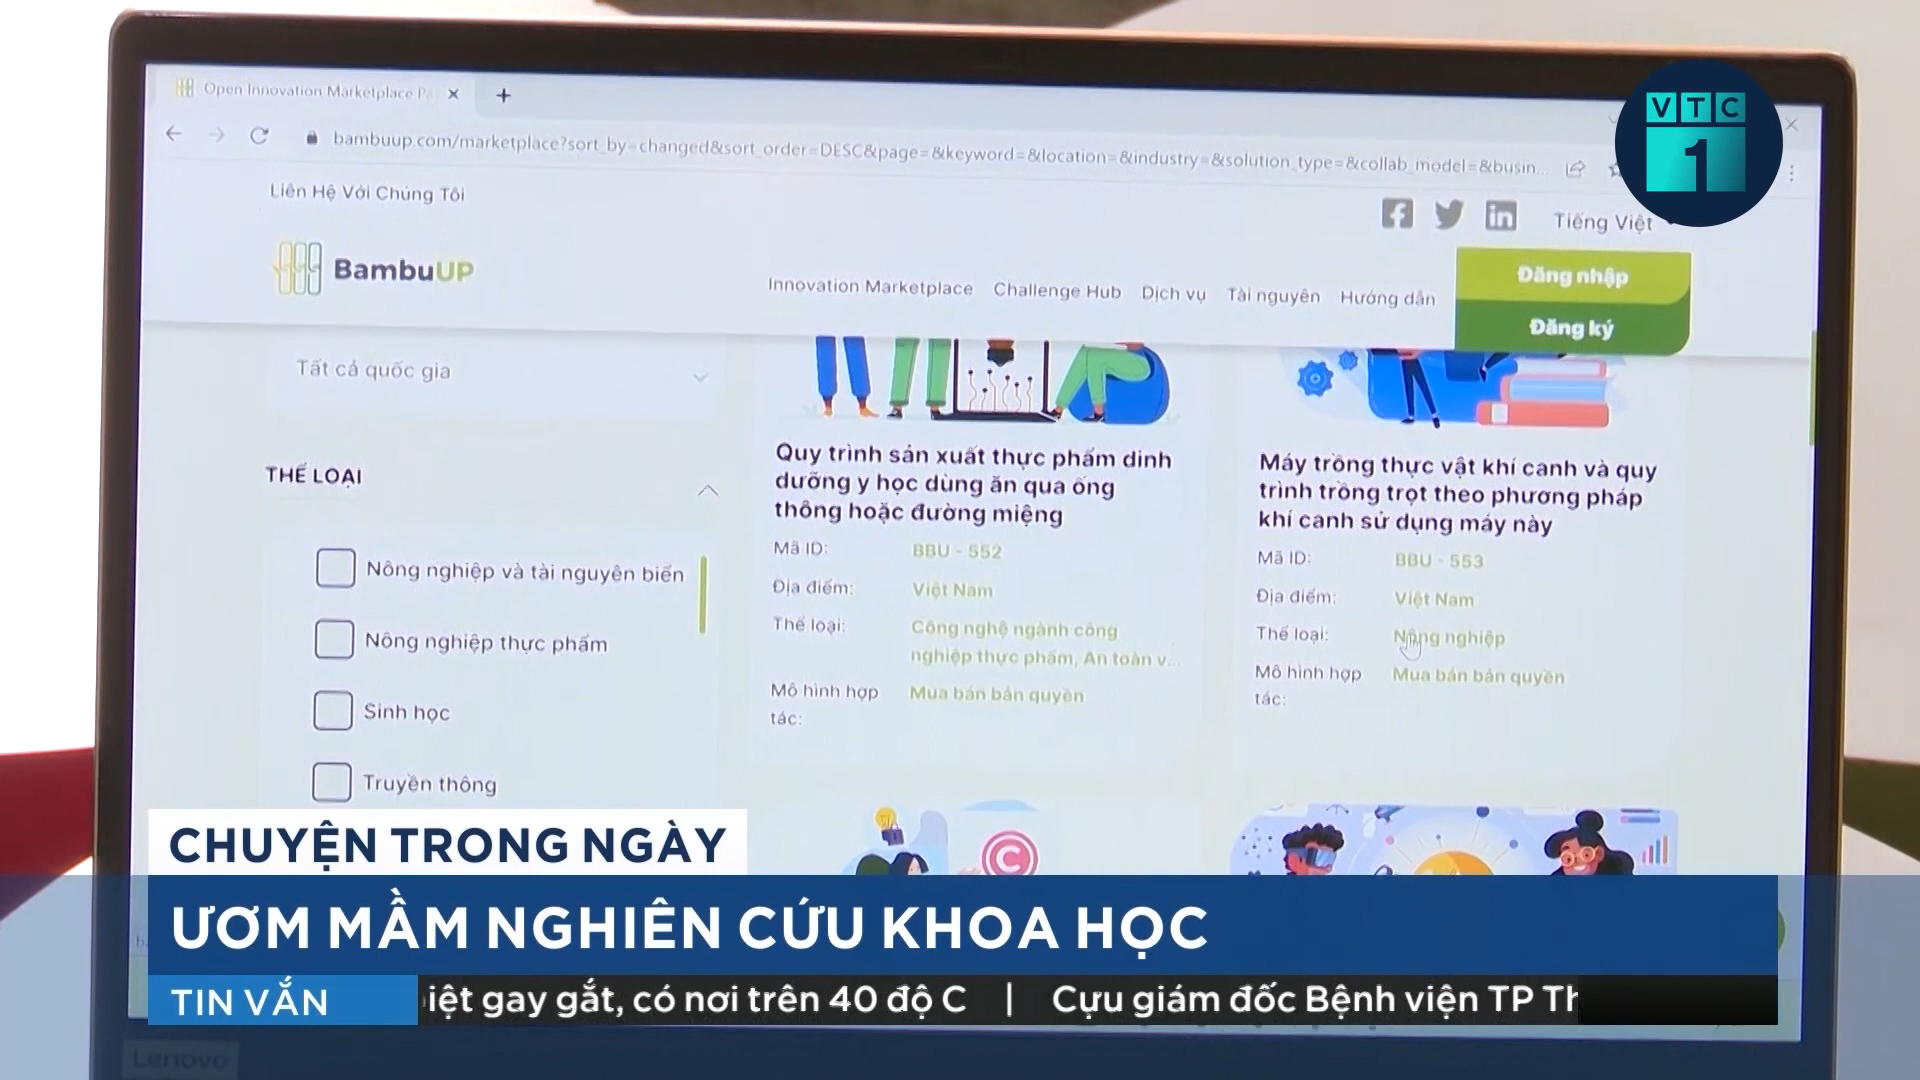 Open Innovation Marketplace Pa
bambuup.com/marketplace?sort_by=changed&sort_order=DESC&page=&keyword=&location=&industry=&solution_type=&collab_model=&busin...
VTC
1
Liên Hệ Với Chúng Tôi
Tiếng Việt
BambuUP
Innovation Marketplace Challenge Hub Dịch vụ Tài nguyên Hướng dẫn
Đăng nhập
Đăng ký
Tất cả quốc gia
THỂ LOẠI
Nông nghiệp và tài nguyên biển
Nông nghiệp thực phẩm
Sinh học
Truyền thông
Quy trình sản xuất thực phẩm dinh
dưỡng y học dùng ăn qua ống
thông hoặc đường miệng
Mã ID: BBU - 552
Địa điểm: Việt Nam
Thể loại: Công nghệ ngành công
nghiệp thực phẩm, An toàn v...
Mô hình hợp Mua bán bản quyền
tác:
Máy trồng thực vật khí canh và quy
trình trồng trọt theo phương pháp
khí canh sử dụng máy này
Mã ID: BBU - 553
Địa điểm: Việt Nam
Thể loại: Nông nghiệp
Mô hình hợp Mua bán bản quyền
tác:
CHUYỆN TRONG NGÀY
ƯƠM MẦM NGHIÊN CỨU KHOA HỌC
TIN VẮN iệt gay gắt, có nơi trên 40 độ C | Cựu giám đốc Bệnh viện TP Th
Lenovo